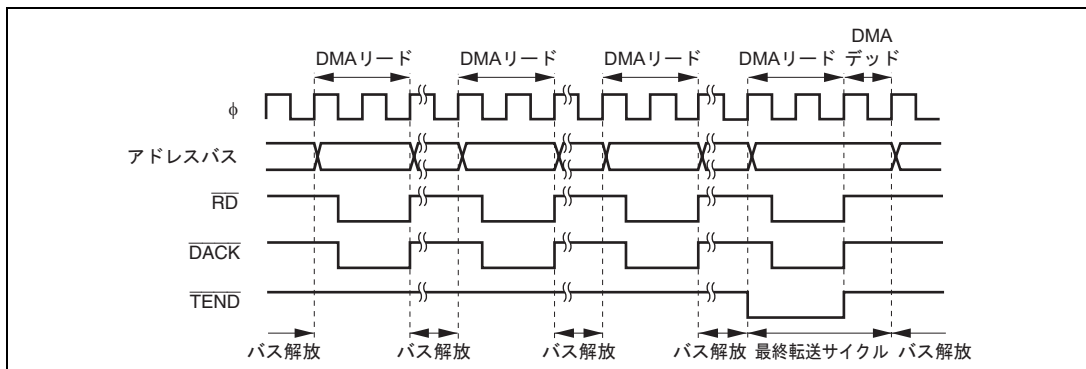 DMA
DMAリード DMAリード DMAリード DMAリード デッド
φ
アドレスバス
RD
DACK
TEND
バス解放 バス解放 バス解放 バス解放 最終転送サイクル バス解放